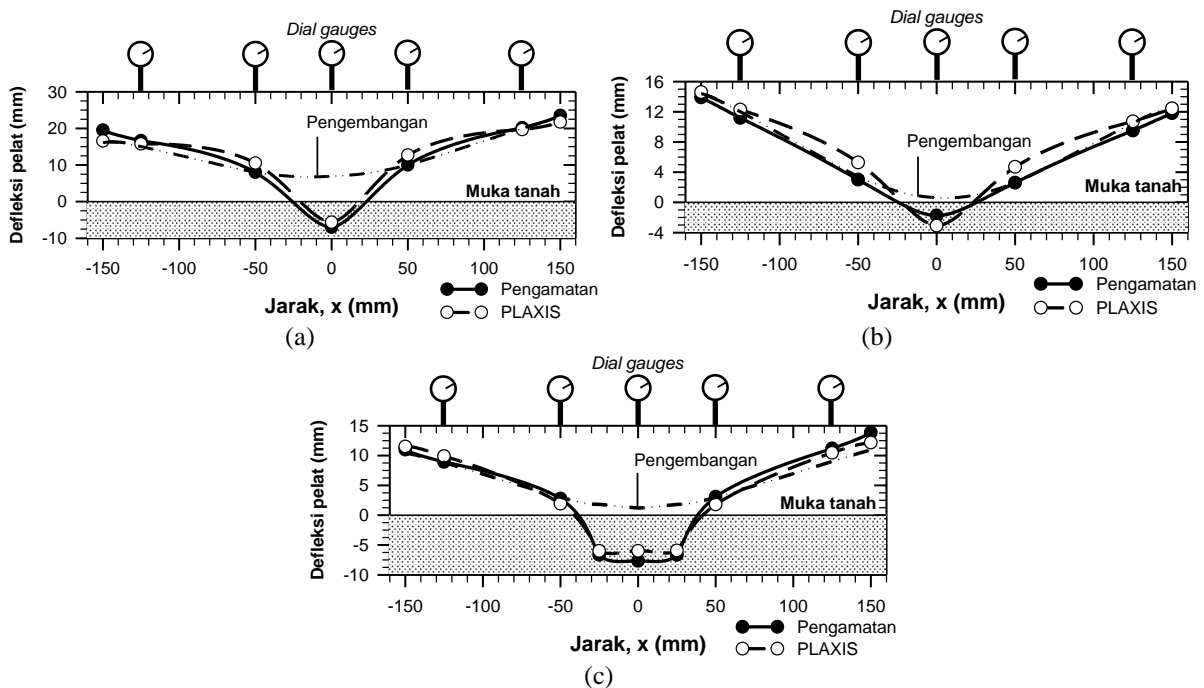 Dial gauges
30
20
10
0
-10
Defleksi pelat (mm)
Pengembangan
Muka tanah
-150 -100 -50 0 50 100 150
Jarak, x (mm)
Pengamatan
PLAXIS
(a)
Dial gauges
16
12
8
4
0
-4
Defleksi pelat (mm)
Pengembangan
Muka tanah
-150 -100 -50 0 50 100 150
Jarak, x (mm)
Pengamatan
PLAXIS
(b)
Dial gauges
15
10
5
0
-5
-10
Defleksi pelat (mm)
Pengembangan
Muka tanah
-150 -100 -50 0 50 100 150
Jarak, x (mm)
Pengamatan
PLAXIS
(c)